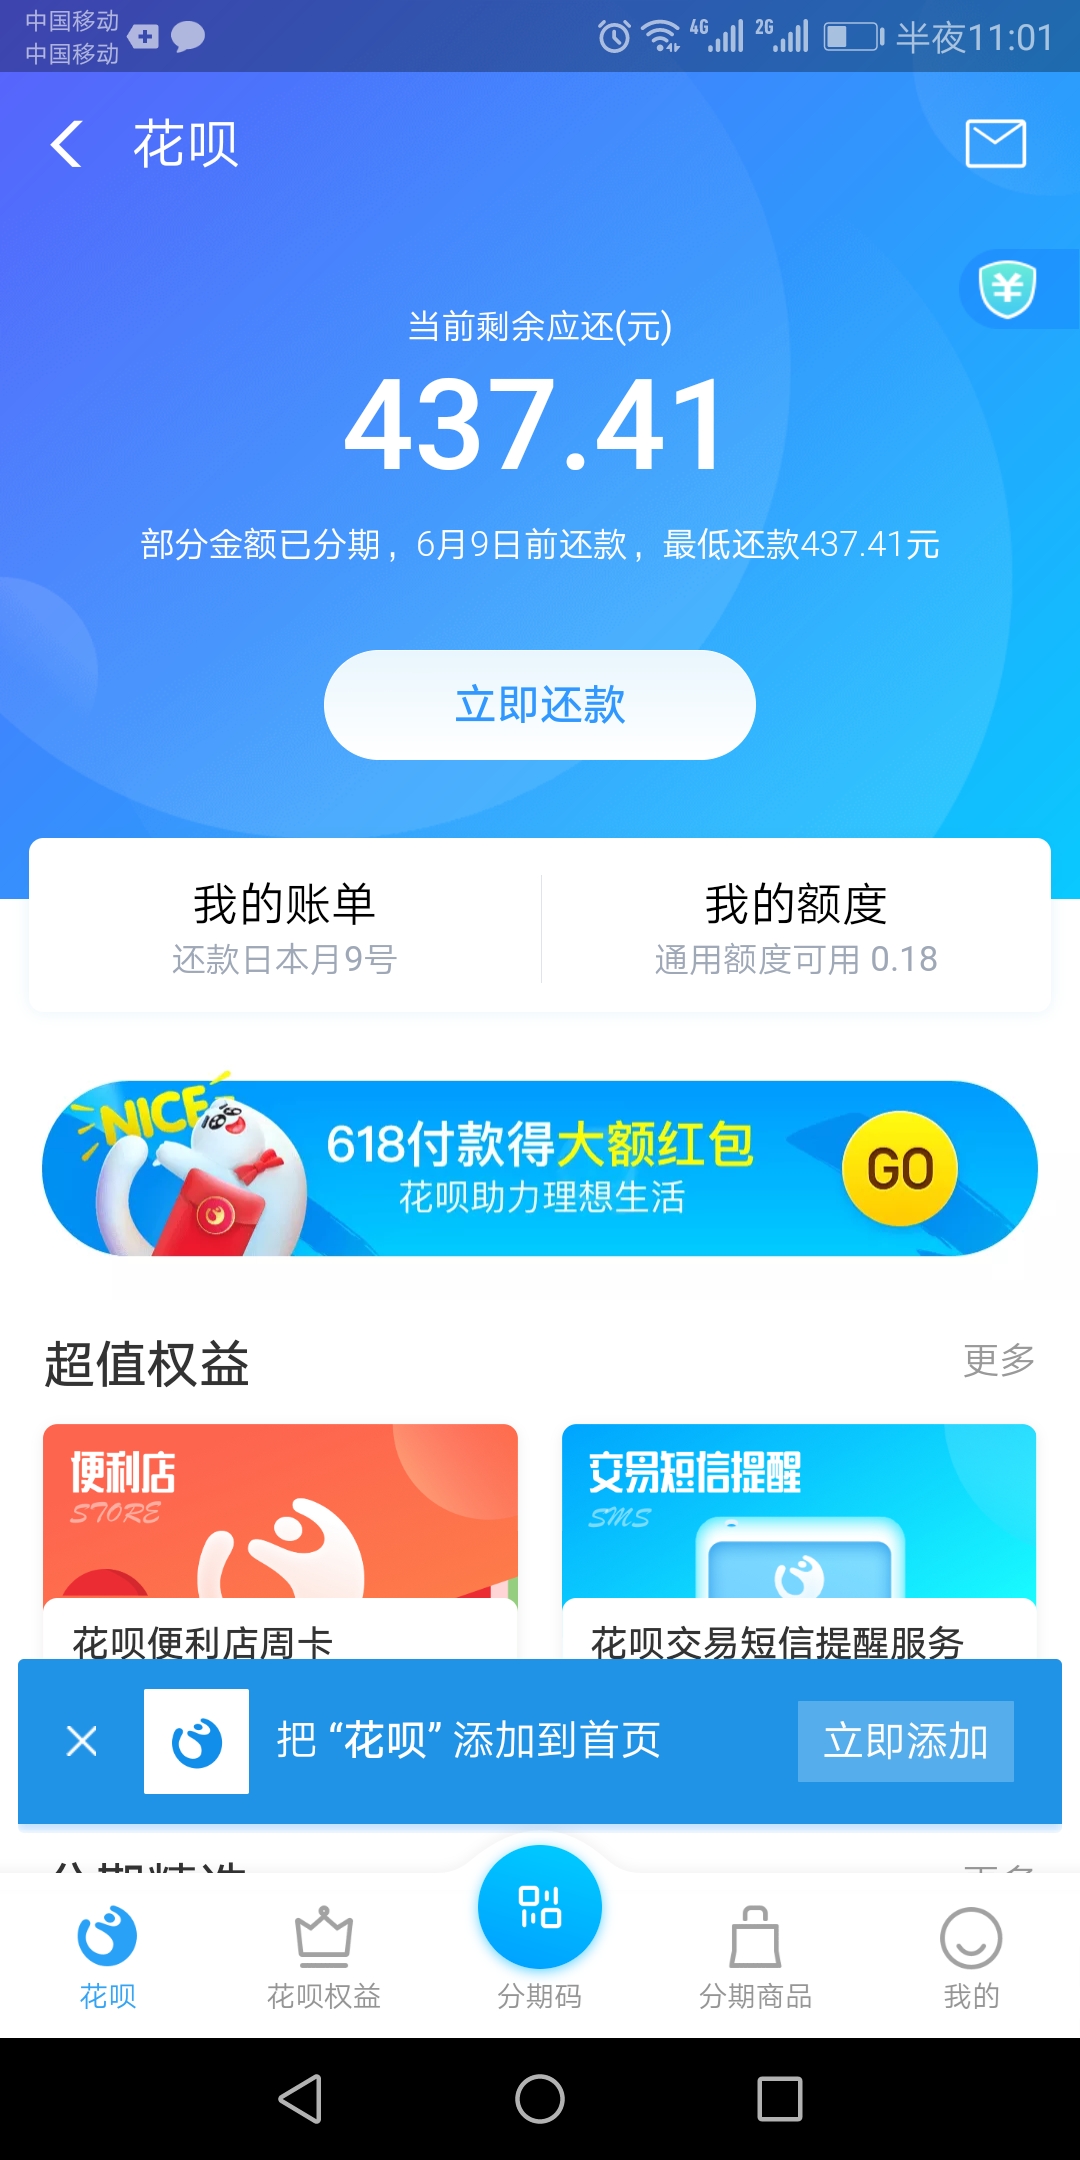 中国移动
中国移动
4G
2G
半夜11:01
花呗
¥
当前剩余应还(元)
437.41
部分金额已分期，6月9日前还款，最低还款437.41元
立即还款
我的账单
我的额度
还款日本月9号
通用额度可用 0.18
NICE
618付款得大额红包
花呗助力理想生活
GO
超值权益
更多
便利店
STORE
交易短信提醒
SMS
花呗便利店周卡
花呗交易短信提醒服务
把 “花呗” 添加到首页
立即添加
花呗
花呗权益
分期码
分期商品
我的